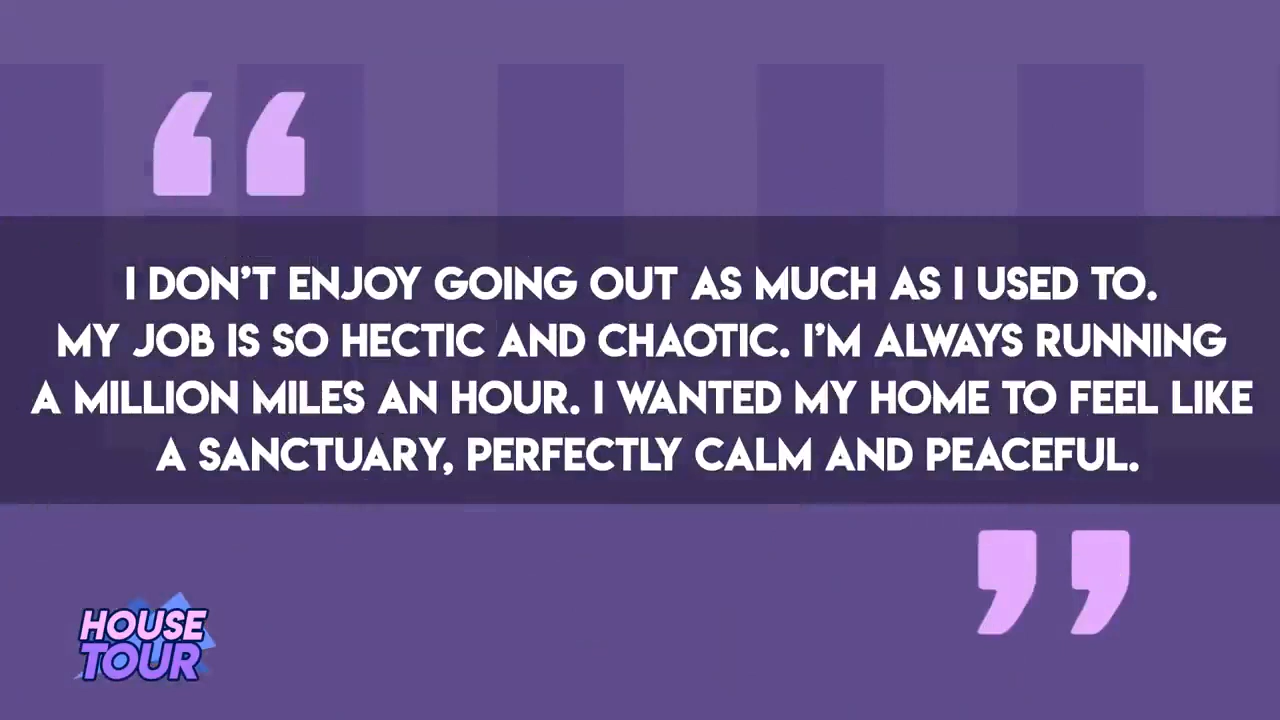 “
I DON’T ENJOY GOING OUT AS MUCH AS I USED TO.
MY JOB IS SO HECTIC AND CHAOTIC. I’M ALWAYS RUNNING
A MILLION MILES AN HOUR. I WANTED MY HOME TO FEEL LIKE
A SANCTUARY, PERFECTLY CALM AND PEACEFUL.
”
HOUSE
TOUR